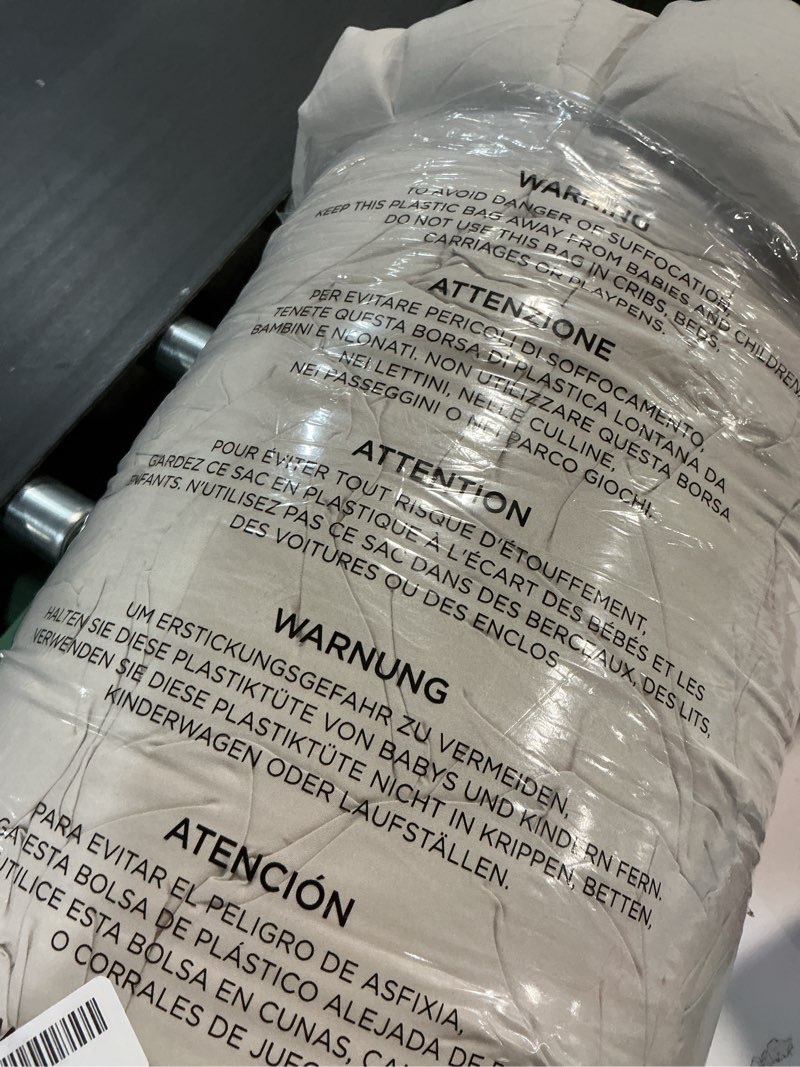 WARNING
TO AVOID DANGER OF SUFFOCATION,
KEEP THIS PLASTIC BAG AWAY FROM BABIES AND CHILDREN
DO NOT USE THIS BAG IN CRIBS, BEDS,
CARRIAGES OR PLAYPENS.
ATTENZIONE
PER EVITARE PERICOLI DI SOFFOCAMENTO,
TENETE QUESTA BORSA DI PLASTICA LONTANA DA
BAMBINI E NEONATI. NON UTILIZZARE QUESTA BORSA
NEI LETTINI, NELLE CULLINE,
NEI PASSEGGINI O NEI PARCO GIOCHI.
ATTENTION
POUR ÉVITER TOUT RISQUE D'ÉTOUFFEMENT,
GARDEZ CE SAC EN PLASTIQUE À L'ÉCART DES BÉBÉS ET LES
ENFANTS. N'UTILISEZ PAS CE SAC DANS DES BERCEAUX, DES LITS,
DES VOITURES OU DES ENCLOS
WARNUNG
UM ERSTICKUNGSGEFAHR ZU VERMEIDEN,
HALTEN SIE DIESE PLASTIKTÜTE VON BABYS UND KINDERN FERN.
VERWENDEN SIE DIESE PLASTIKTÜTE NICHT IN KRIPPEN, BETTEN,
KINDERWAGEN ODER LAUFSTÄLLEN.
ATENCIÓN
PARA EVITAR EL PELIGRO DE ASFIXIA,
ESTA BOLSA DE PLÁSTICO ALEJADA DE
UTILICE ESTA BOLSA EN CUNAS,
O CORRALES DE